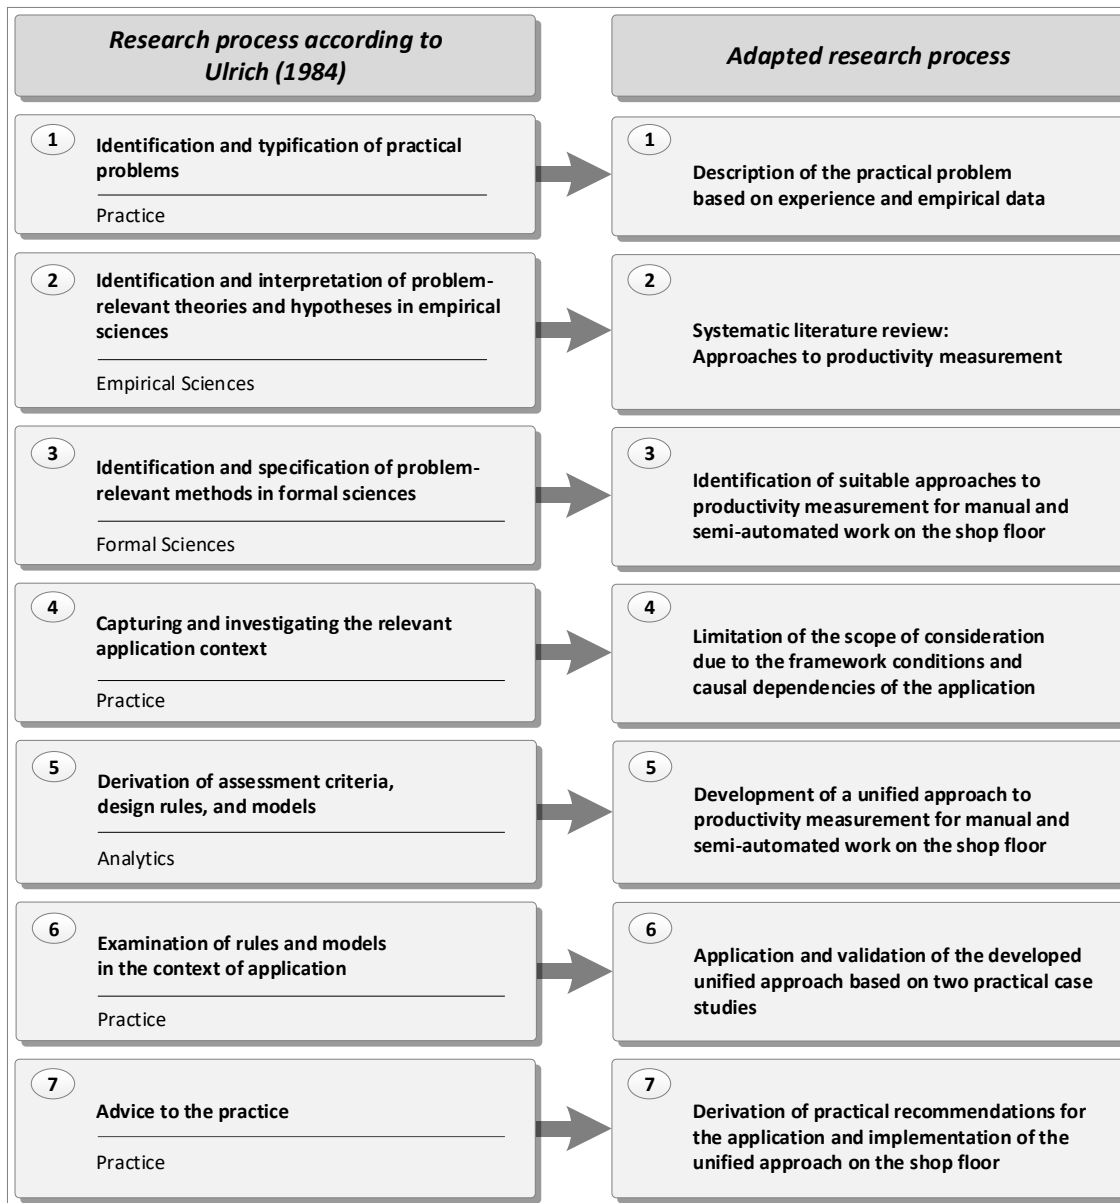 Research process according to
Ulrich (1984)
Adapted research process
1
Identification and typification of practical
problems
Practice
1
Description of the practical problem
based on experience and empirical data
2
Identification and interpretation of problem-
relevant theories and hypotheses in empirical
sciences
Empirical Sciences
2
Systematic literature review:
Approaches to productivity measurement
3
Identification and specification of problem-
relevant methods in formal sciences
Formal Sciences
3
Identification of suitable approaches to
productivity measurement for manual and
semi-automated work on the shop floor
4
Capturing and investigating the relevant
application context
Practice
4
Limitation of the scope of consideration
due to the framework conditions and
causal dependencies of the application
5
Derivation of assessment criteria,
design rules, and models
Analytics
5
Development of a unified approach to
productivity measurement for manual and
semi-automated work on the shop floor
6
Examination of rules and models
in the context of application
Practice
6
Application and validation of the developed
unified approach based on two practical case
studies
7
Advice to the practice
Practice
7
Derivation of practical recommendations for
the application and implementation of the
unified approach on the shop floor